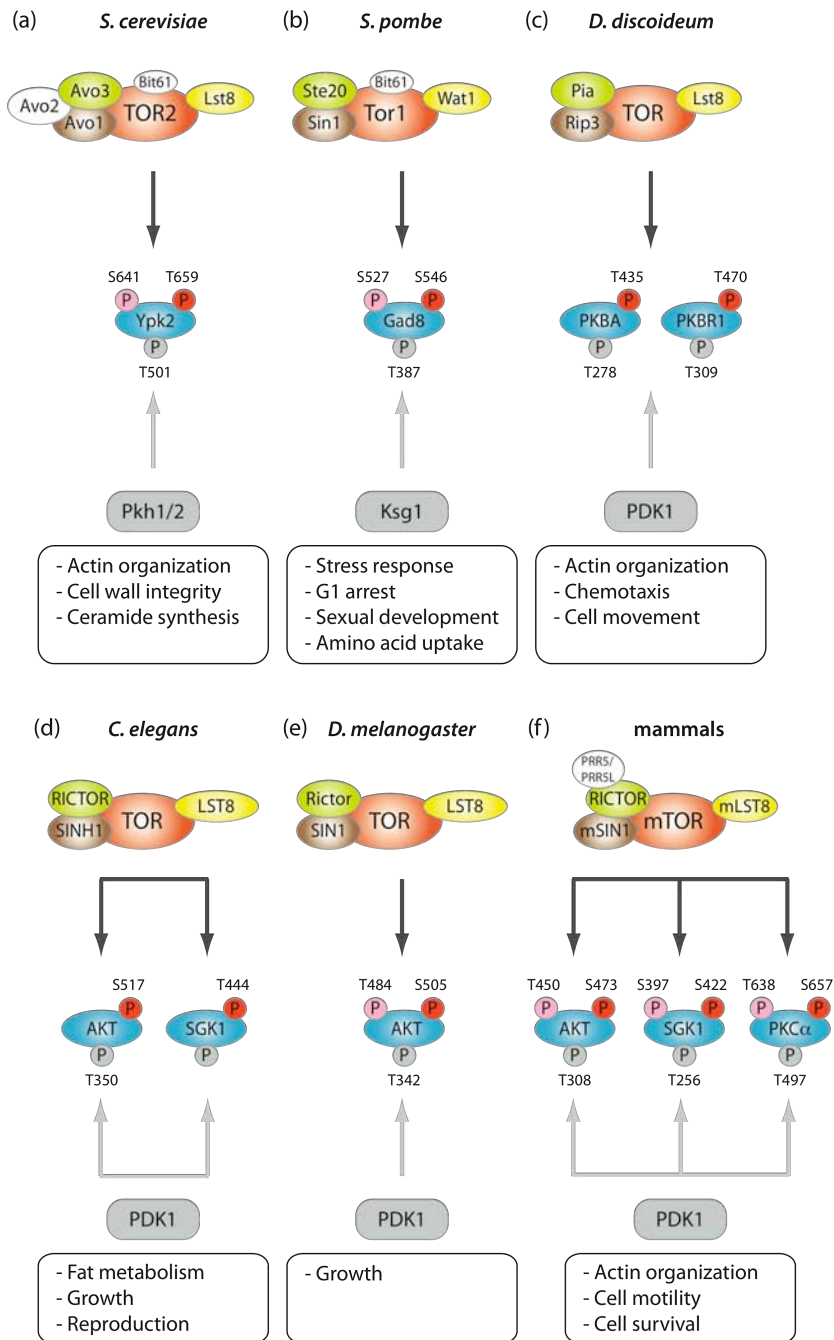 (a) S. cerevisiae
Avo2
Avo3
Avo1
Bit61
TOR2
Lst8
S641 T659
P P
Ypk2
P
T501
Pkh1/2
- Actin organization
- Cell wall integrity
- Ceramide synthesis
(b) S. pombe
Ste20
Sin1
Bit61
Tor1
Wat1
S527 S546
P P
Gad8
P
T387
Ksg1
- Stress response
- G1 arrest
- Sexual development
- Amino acid uptake
(c) D. discoideum
Pia
Rip3
TOR
Lst8
T435 T470
P P
PKBA PKBR1
P P
T278 T309
PDK1
- Actin organization
- Chemotaxis
- Cell movement
(d) C. elegans
RICTOR
SINH1
TOR
LST8
S517 T444
P P
AKT SGK1
P P
T350
PDK1
- Fat metabolism
- Growth
- Reproduction
(e) D. melanogaster
Rictor
SIN1
TOR
LST8
T484 S505
P P
AKT
P
T342
PDK1
- Growth
(f) mammals
PRR5/
PRR5L
RICTOR
mSIN1
mTOR
mLST8
T450 S473 S397 S422 T638 S657
P P P P P P
AKT SGK1 PKCα
P P P
T308 T256 T497
PDK1
- Actin organization
- Cell motility
- Cell survival